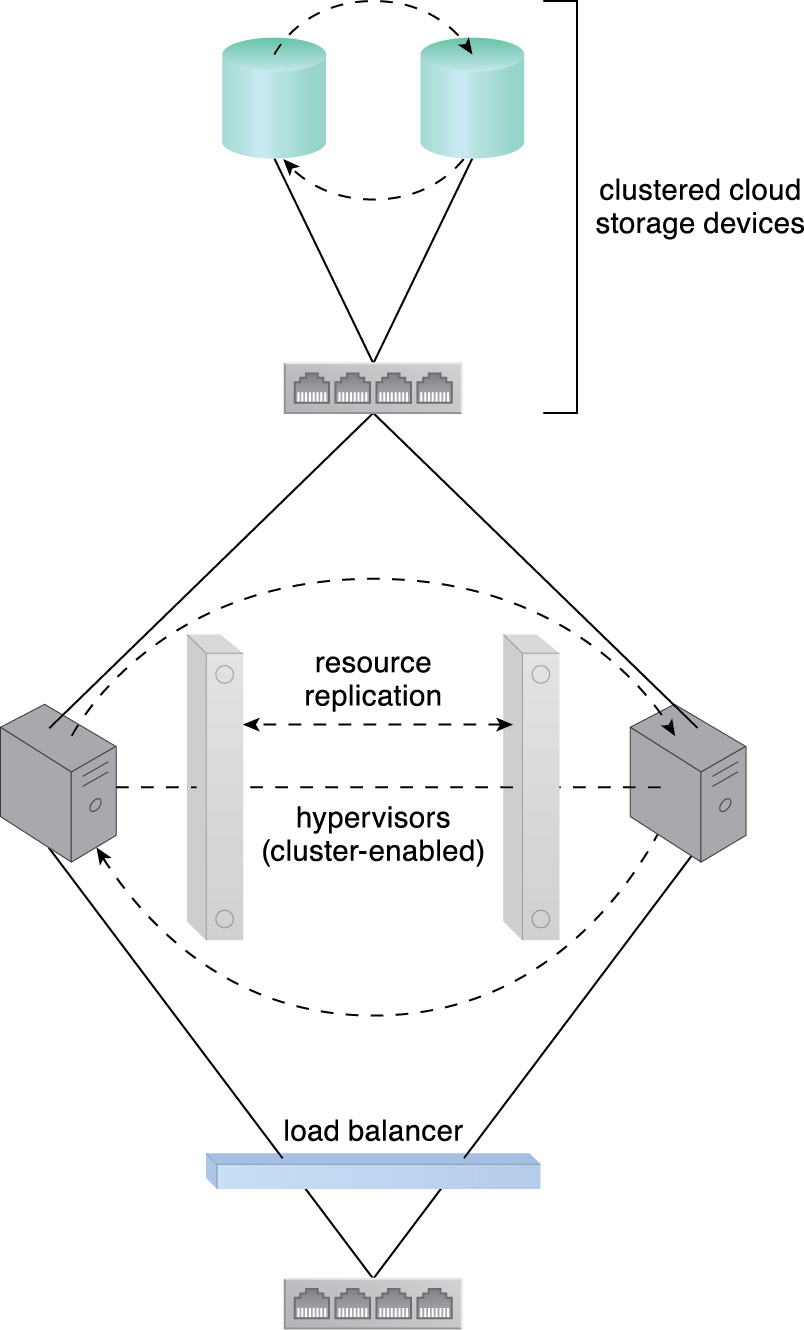 clustered cloud
storage devices
resource
replication
hypervisors
(cluster-enabled)
load balancer